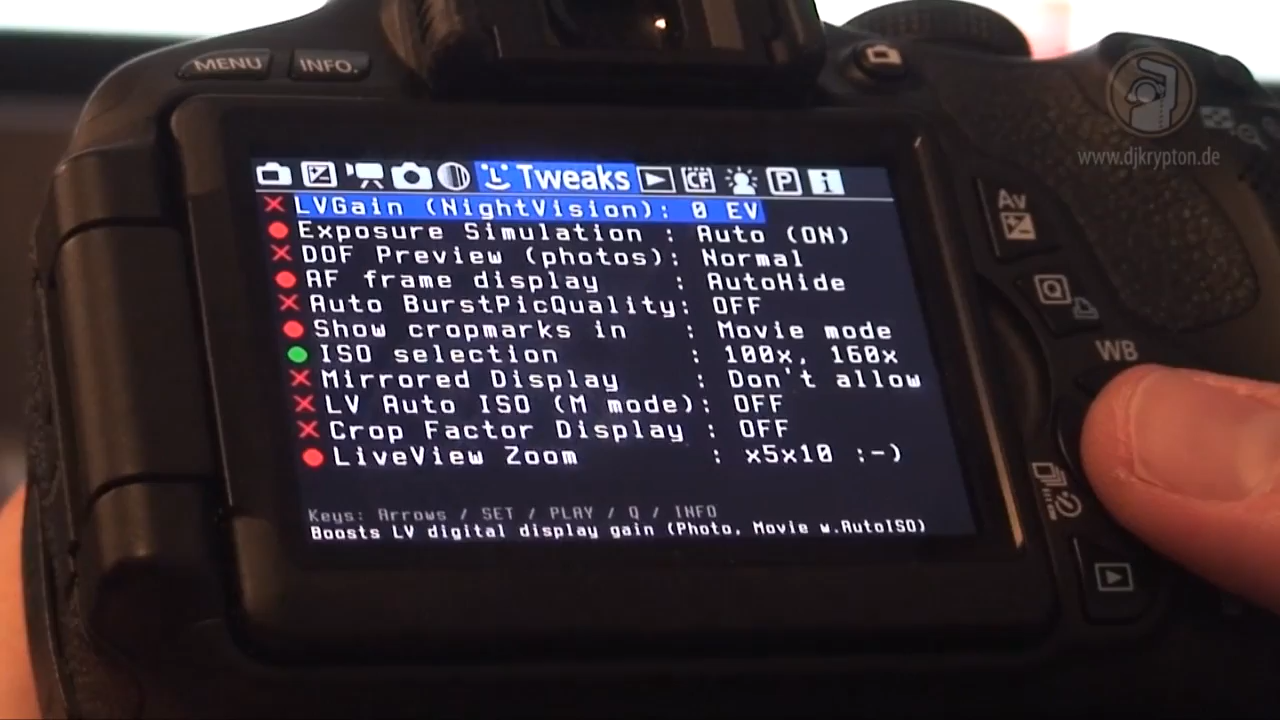 MENU INFO.
www.djkrypton.de
Tweaks CF P i
LVGain (NightVision): 0 EV
Exposure Simulation : Auto (ON)
DOF Preview (photos): Normal
AF frame display : AutoHide
Auto BurstPicQuality: OFF
Show cropmarks in : Movie mode
ISO selection : 100x, 160x
Mirrored Display : Don't allow
LV Auto ISO (M mode): OFF
Crop Factor Display : OFF
LiveView Zoom : x5x10 :-)
Keys: Arrows / SET / PLAY / Q / INFO
Boosts LV digital display gain (Photo, Movie w.AutoISO)
Av
Q
WB